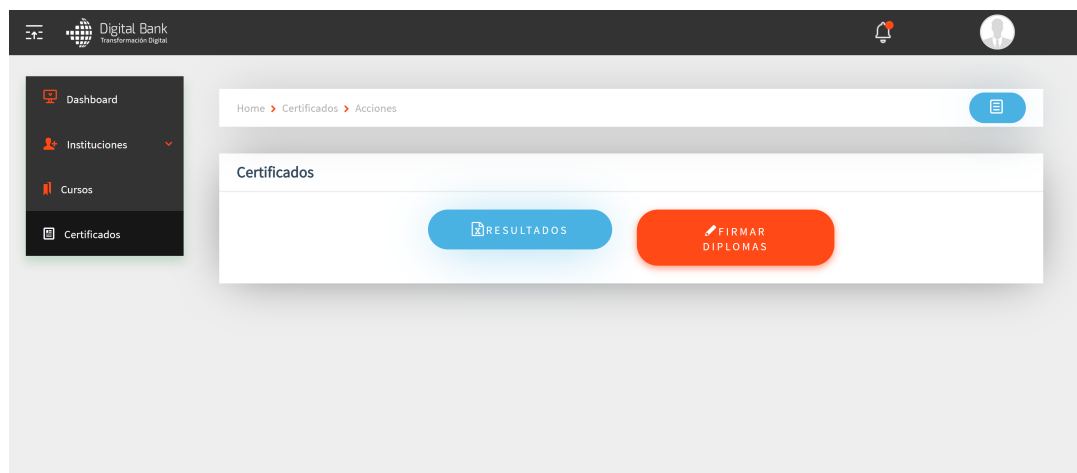 Digital Bank
Transformación Digital
Dashboard
Instituciones
Cursos
Certificados
Home Certificados Acciones
Certificados
RESULTADOS
FIRMAR
DIPLOMAS